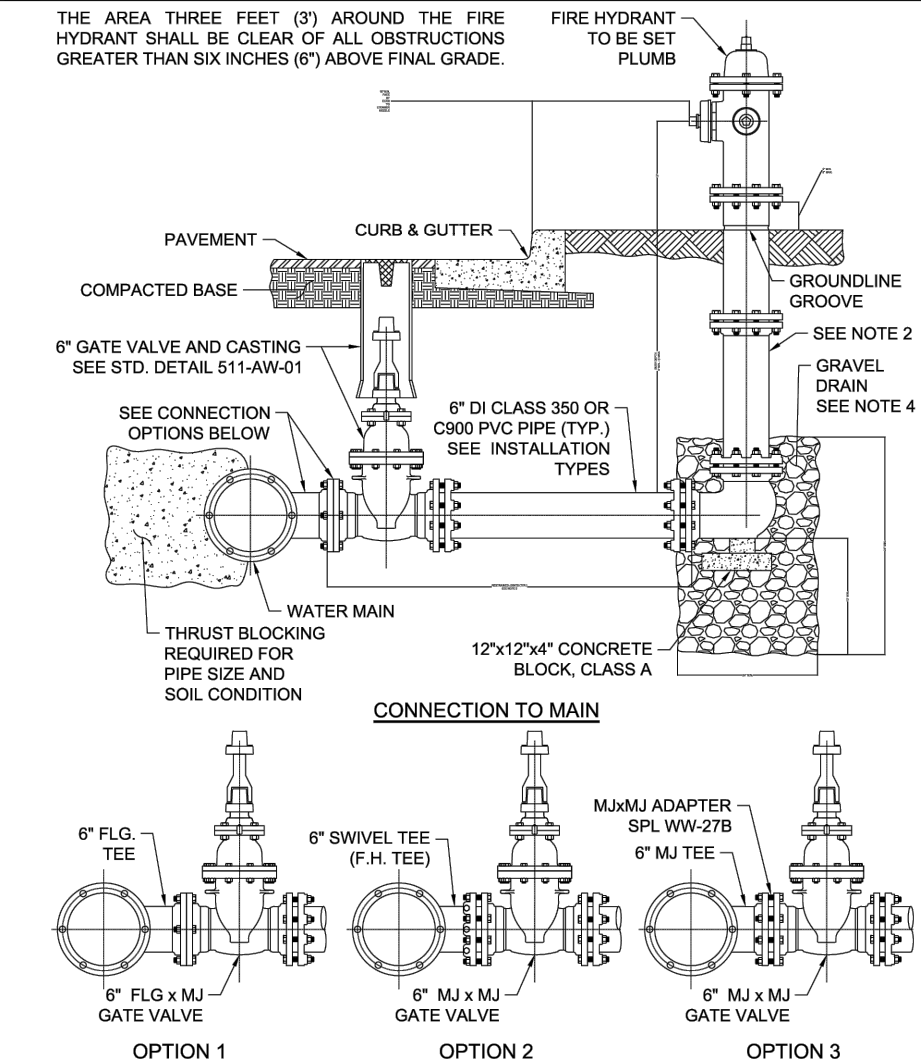 THE AREA THREE FEET (3') AROUND THE FIRE
HYDRANT SHALL BE CLEAR OF ALL OBSTRUCTIONS
GREATER THAN SIX INCHES (6") ABOVE FINAL GRADE.
FIRE HYDRANT
TO BE SET
PLUMB
PAVEMENT
CURB & GUTTER
COMPACTED BASE
GROUNDLINE
GROOVE
SEE NOTE 2
6" GATE VALVE AND CASTING
SEE STD. DETAIL 511-AW-01
GRAVEL
DRAIN
SEE NOTE 4
SEE CONNECTION
OPTIONS BELOW
6" DI CLASS 350 OR
C900 PVC PIPE (TYP.)
SEE INSTALLATION
TYPES
WATER MAIN
THRUST BLOCKING
REQUIRED FOR
PIPE SIZE AND
SOIL CONDITION
12"x12"x4" CONCRETE
BLOCK, CLASS A
CONNECTION TO MAIN
6" FLG.
TEE
6" FLG x MJ
GATE VALVE
OPTION 1
6" SWIVEL TEE
(F.H. TEE)
6" MJ x MJ
GATE VALVE
OPTION 2
MJxMJ ADAPTER
SPL WW-27B
6" MJ TEE
6" MJ x MJ
GATE VALVE
OPTION 3